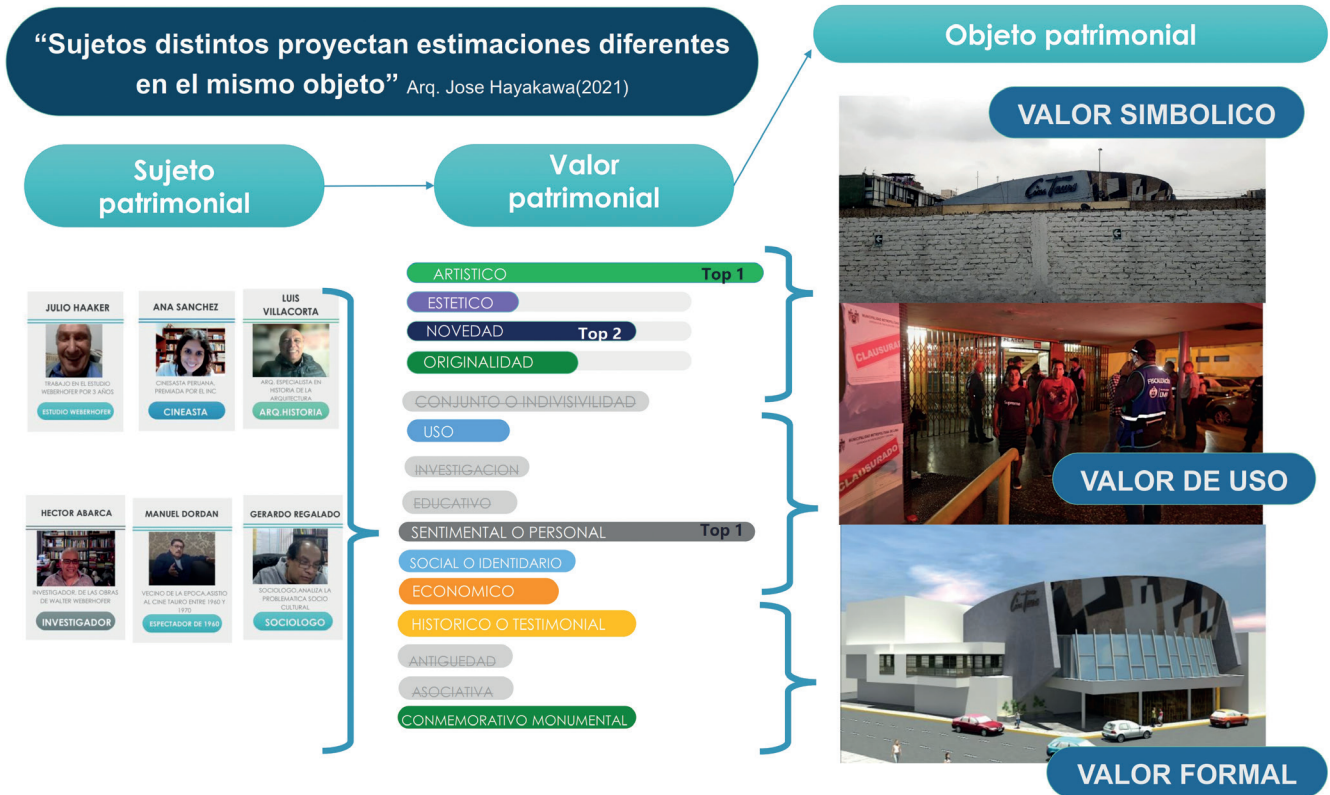 “Sujetos distintos proyectan estimaciones diferentes
en el mismo objeto” Arq. Jose Hayakawa(2021)
Objeto patrimonial
Sujeto
patrimonial
Valor
patrimonial
JULIO HAAKER
TRABAJO EN EL ESTUDIO
WEBERHOFER POR 3 AÑOS
ESTUDIO WEBERHOFER
ANA SANCHEZ
CINESASTA PERUANA,
PREMIADA POR EL INC.
CINEASTA
LUIS
VILLACORTA
ARQ. ESPECIALISTA EN
HISTORIA DE LA
ARQUITECTURA
ARQ.HISTORIA
HECTOR ABARCA
INVESTIGADOR. DE LAS OBRAS
DE WALTER WEBERHOFER
INVESTIGADOR
MANUEL DORDAN
VECINO DE LA EPOCA,ASISTIO
AL CINE TAURO ENTRE 1960 Y
1970
ESPECTADOR DE 1960
GERARDO REGALADO
SOCIOLOGO,ANALIZA LA
PROBLEMATICA SOCIO
CULTURAL
SOCIOLOGO
ARTISTICO Top 1
ESTETICO
NOVEDAD Top 2
ORIGINALIDAD
CONJUNTO O INDIVISIVILIDAD
USO
INVESTIGACION
EDUCATIVO
SENTIMENTAL O PERSONAL Top 1
SOCIAL O IDENTIDARIO
ECONOMICO
HISTORICO O TESTIMONIAL
ANTIGUEDAD
ASOCIATIVA
CONMEMORATIVO MONUMENTAL
VALOR SIMBOLICO
Cine Tauro
CLAUSURADO
CLAUSURADO
VALOR DE USO
Cine Tauro
VALOR FORMAL